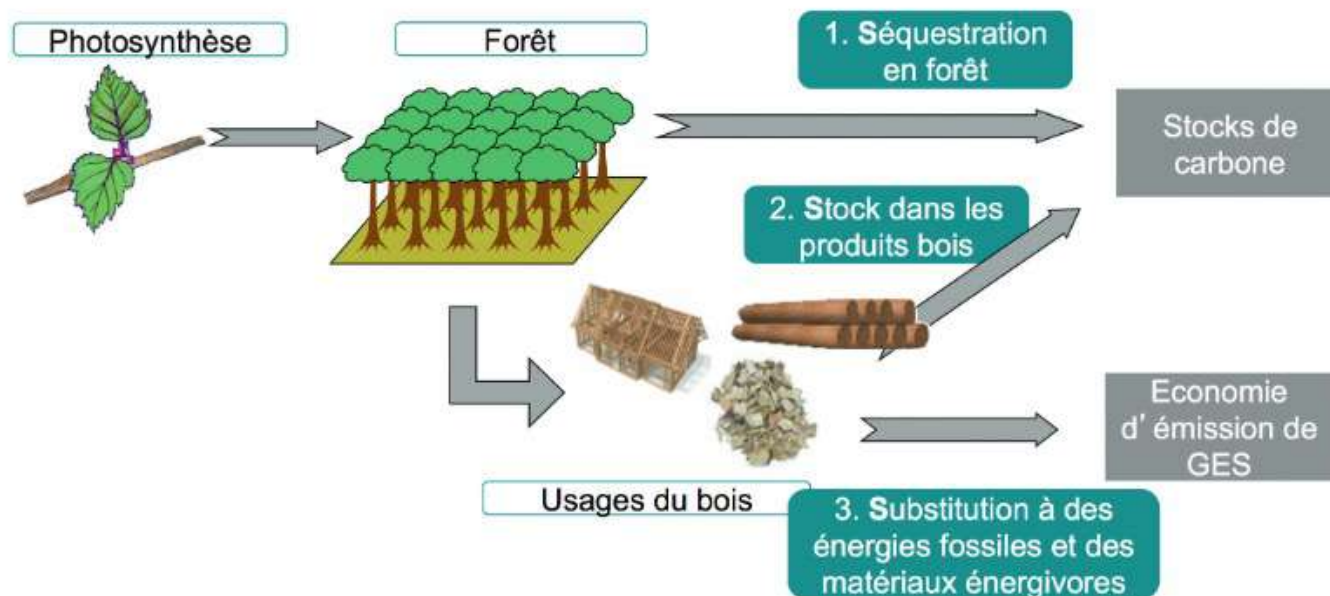 Photosynthèse
Forêt
1. Séquestration
en forêt
Stocks de
carbone
2. Stock dans les
produits bois
Economie
d' émission de
GES
Usages du bois
3. Substitution à des
énergies fossiles et des
matériaux énergivores